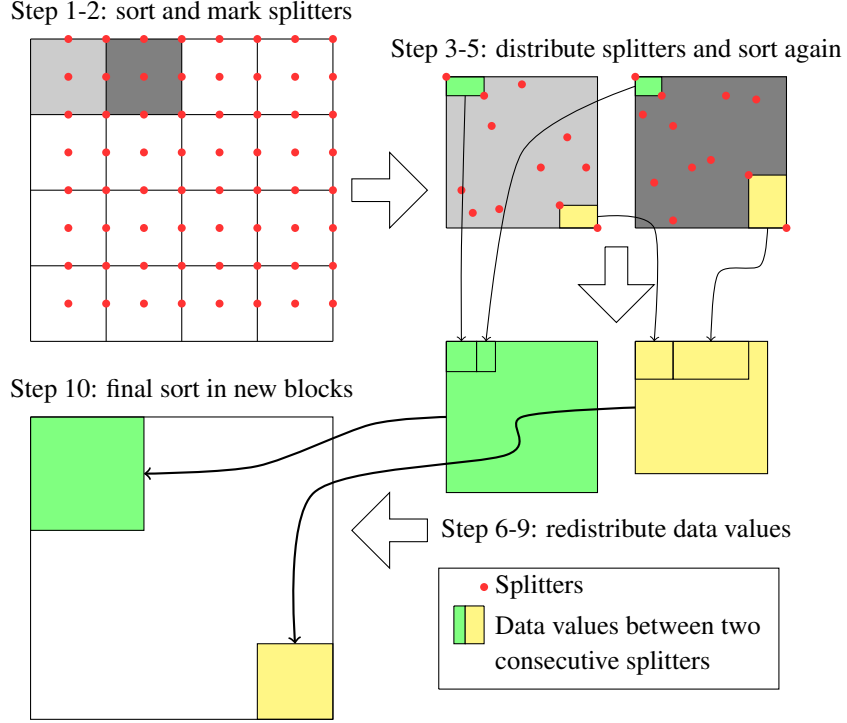 Step 1-2: sort and mark splitters
Step 3-5: distribute splitters and sort again
Step 10: final sort in new blocks
Step 6-9: redistribute data values
Splitters
Data values between two
consecutive splitters